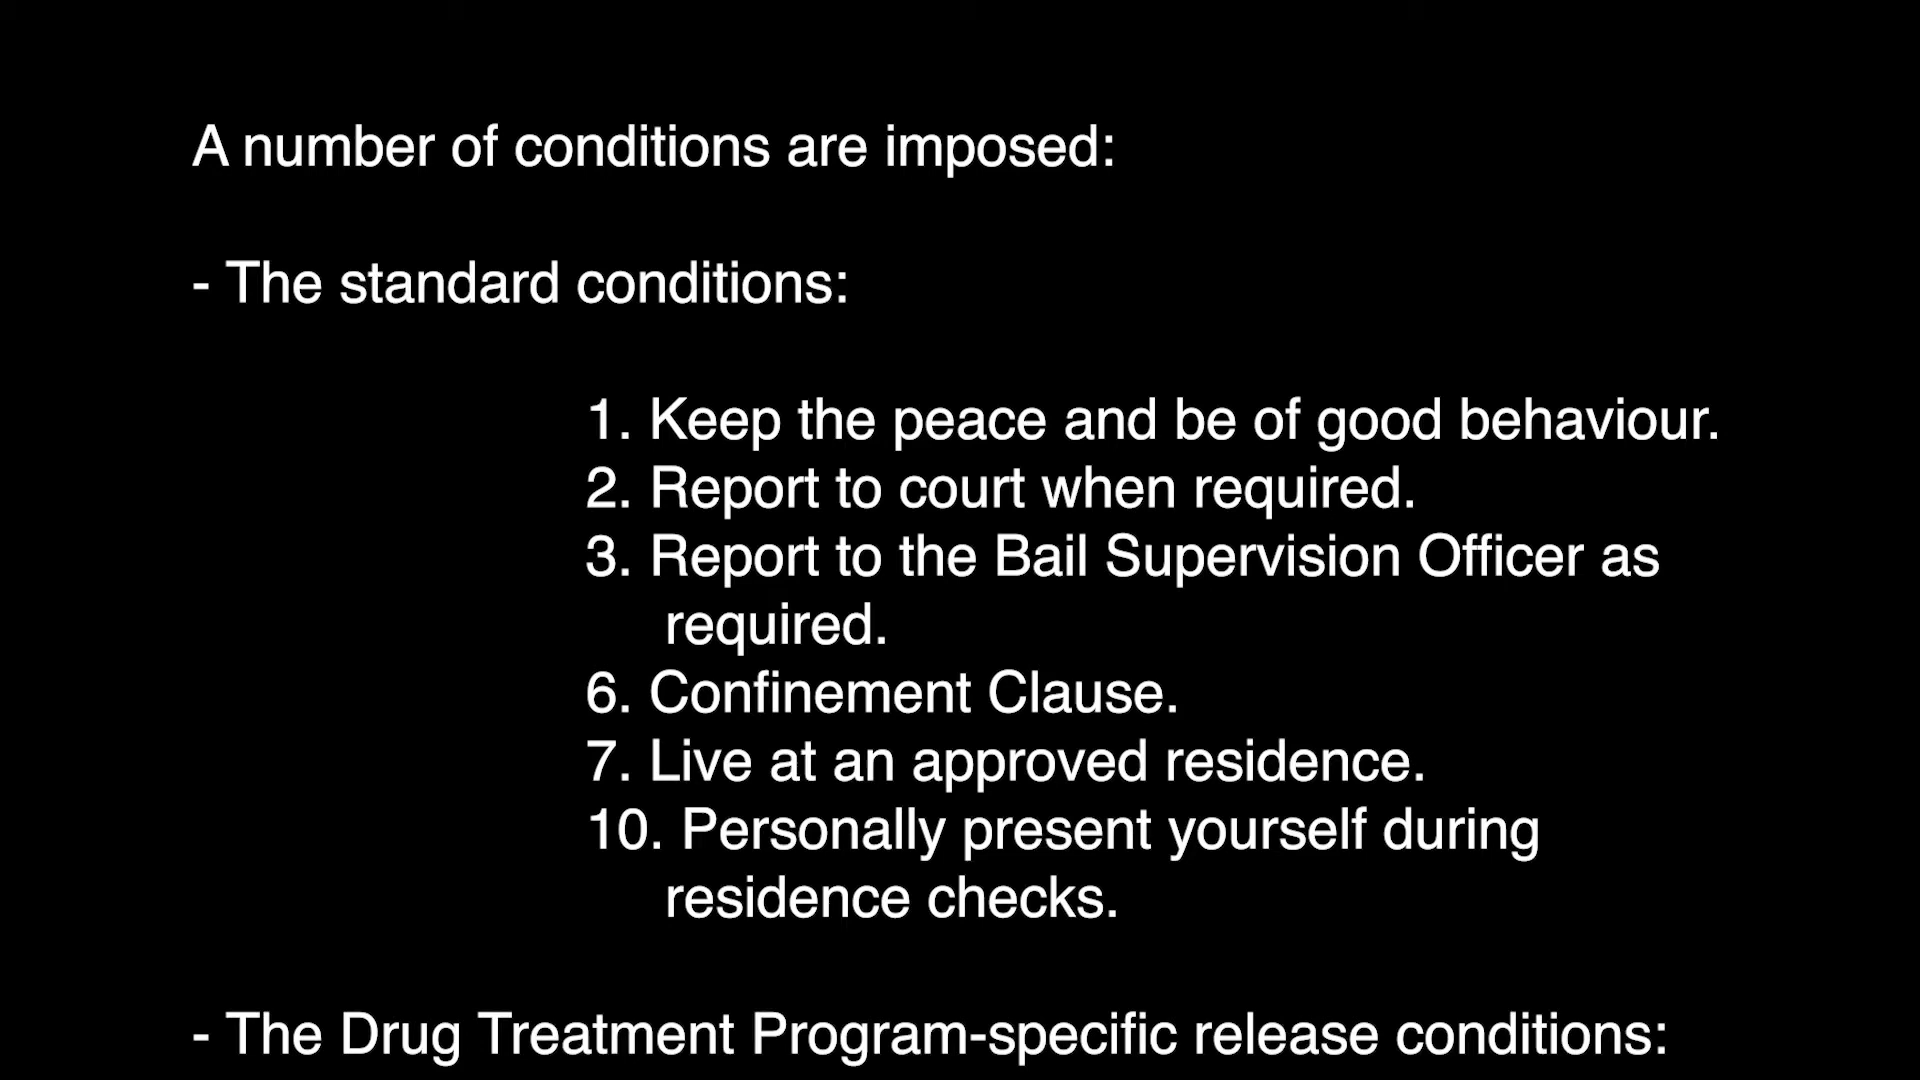 A number of conditions are imposed:
- The standard conditions:
1. Keep the peace and be of good behaviour.
2. Report to court when required.
3. Report to the Bail Supervision Officer as
required.
6. Confinement Clause.
7. Live at an approved residence.
10. Personally present yourself during
residence checks.
- The Drug Treatment Program-specific release conditions: